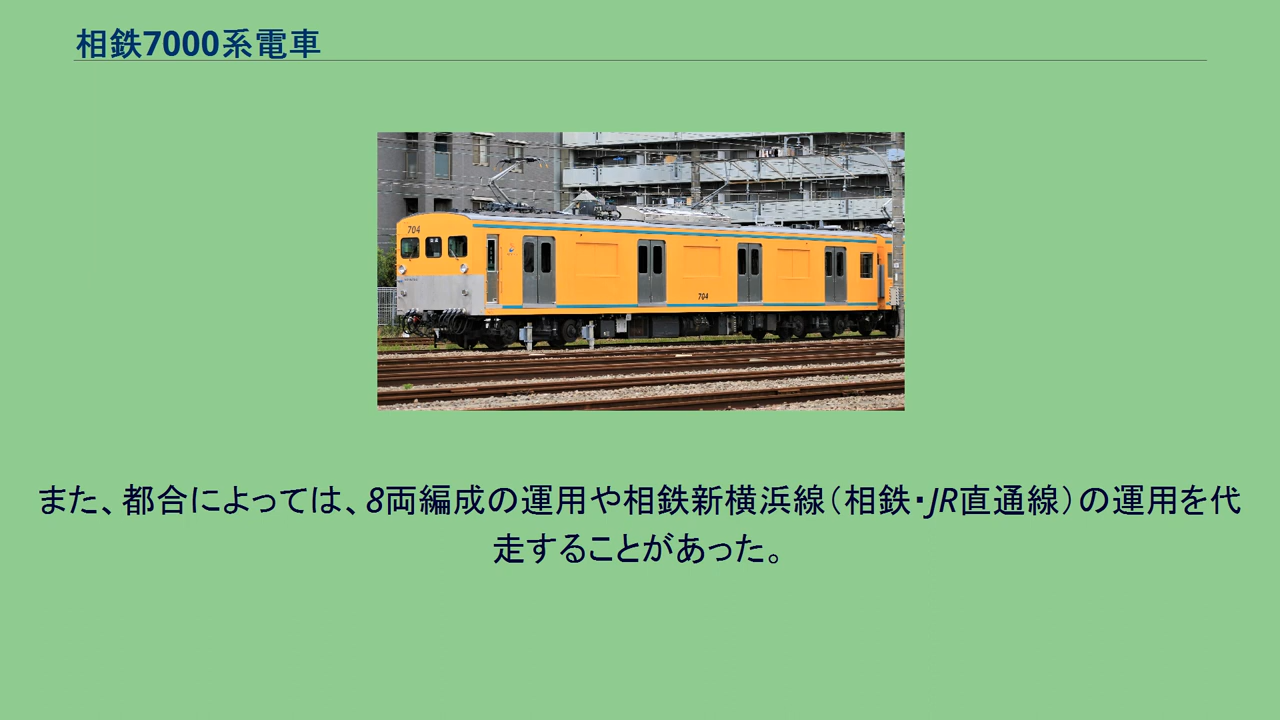 相鉄7000系電車
704
704
また、都合によっては、8両編成の運用や相鉄新横浜線（相鉄・JR直通線）の運用を代
走することがあった。